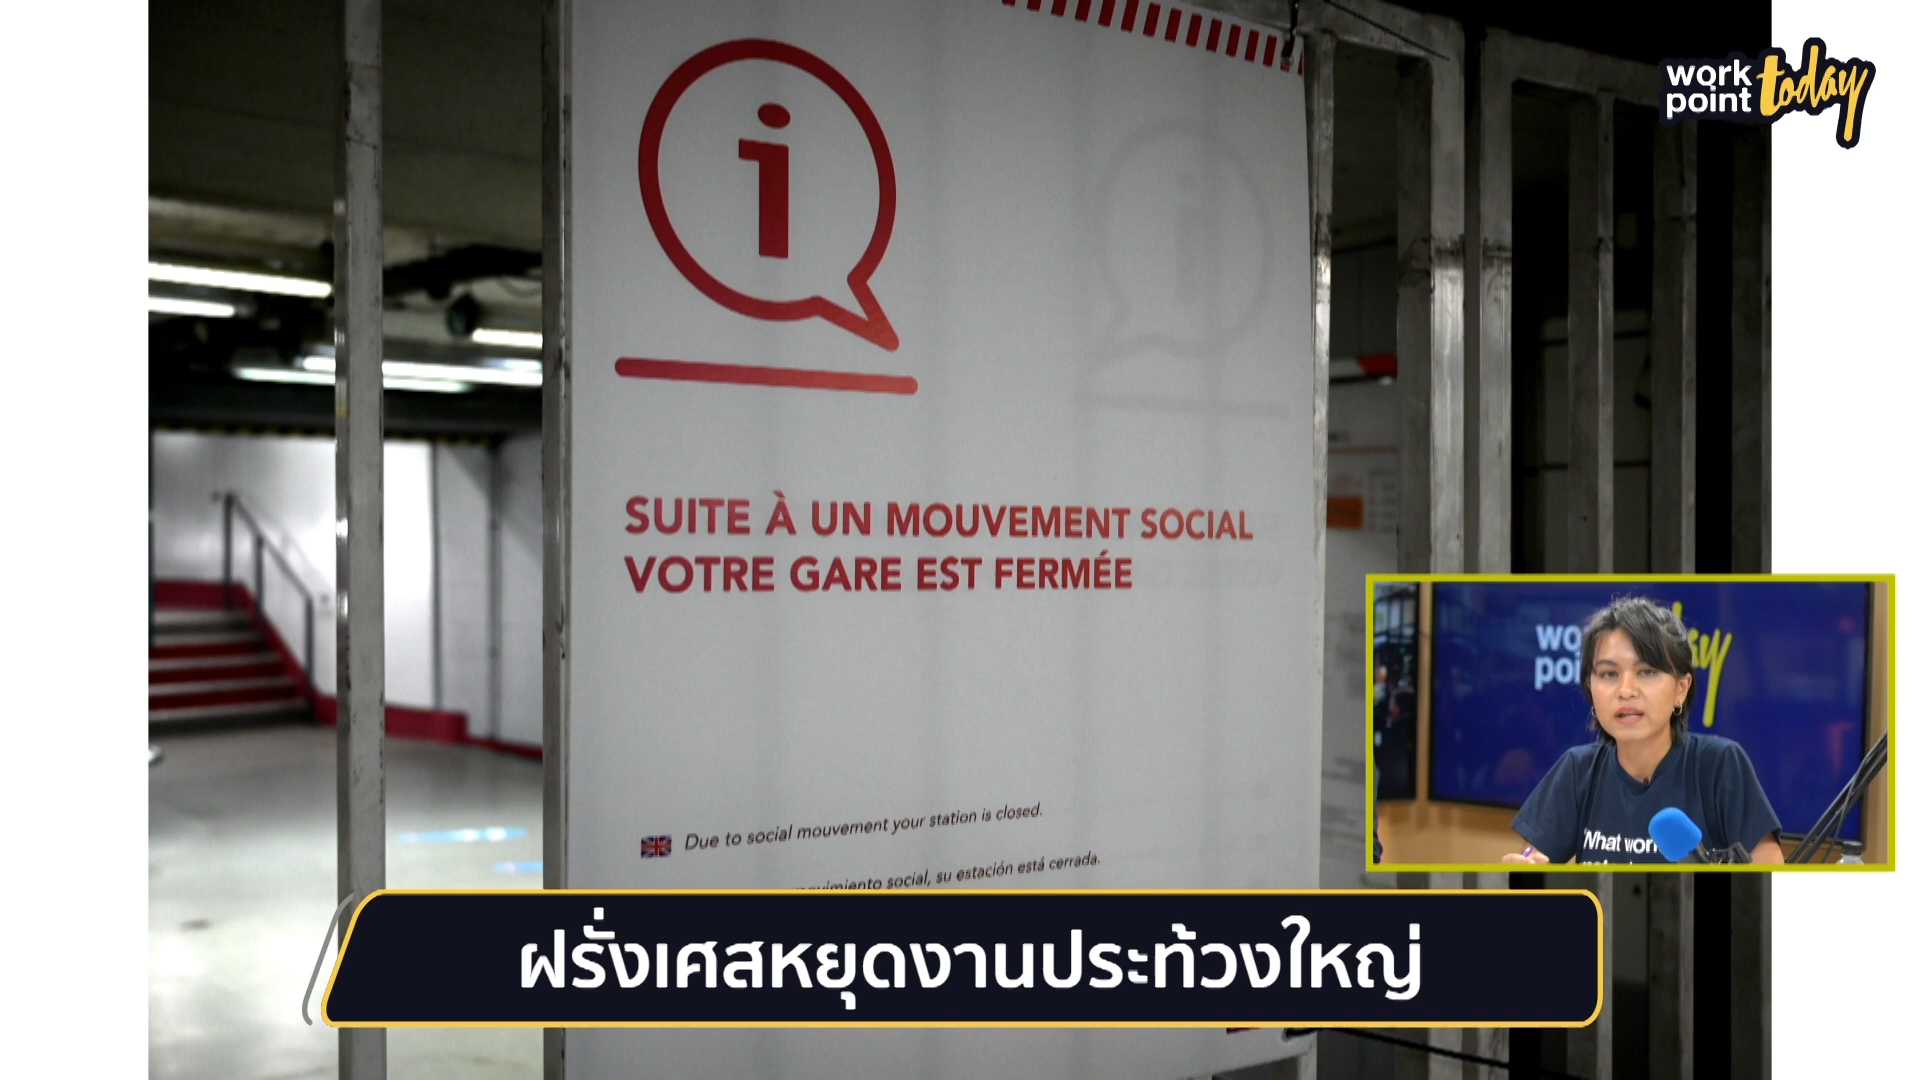 work
point today
i
SUITE À UN MOUVEMENT SOCIAL
VOTRE GARE EST FERMÉE
Due to social mouvement your station is closed.
social, su estación está cerrada.
ฝรั่งเศสหยุดงานประท้วงใหญ่
What